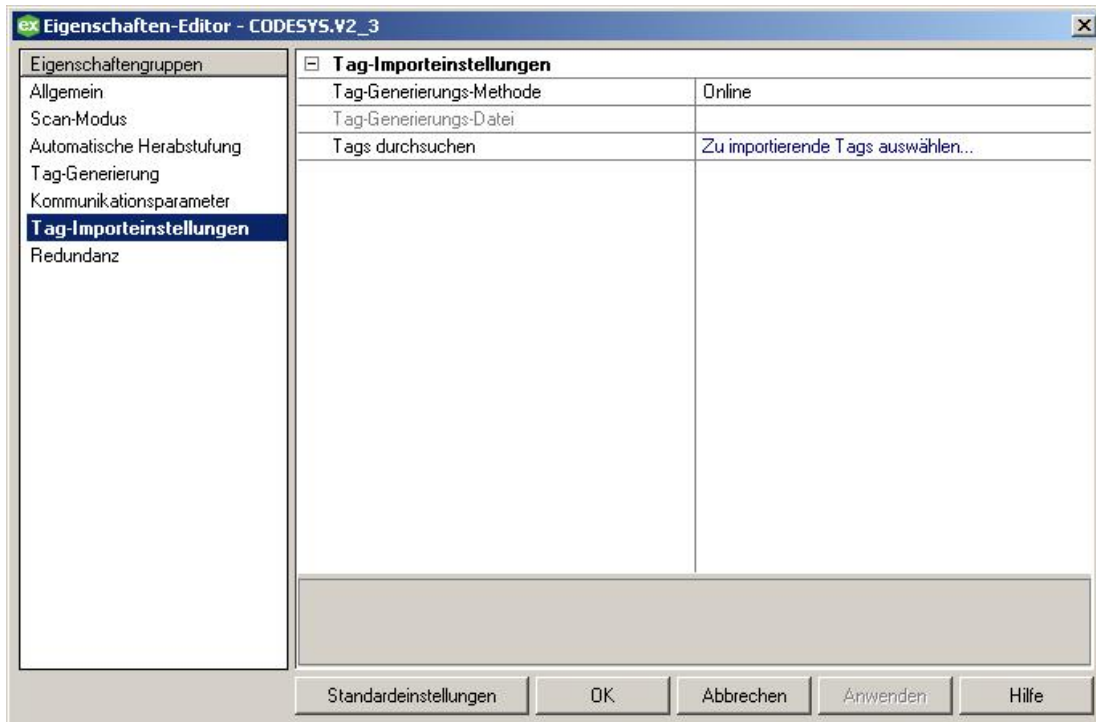 ex Eigenschaften-Editor - CODESYS.V2_3
Eigenschaftengruppen
Allgemein
Scan-Modus
Automatische Herabstufung
Tag-Generierung
Kommunikationsparameter
Tag-Importeinstellungen
Redundanz
Tag-Importeinstellungen
Tag-Generierungs-Methode Online
Tag-Generierungs-Datei
Tags durchsuchen Zu importierende Tags auswählen...
Standardeinstellungen OK Abbrechen Anwenden Hilfe